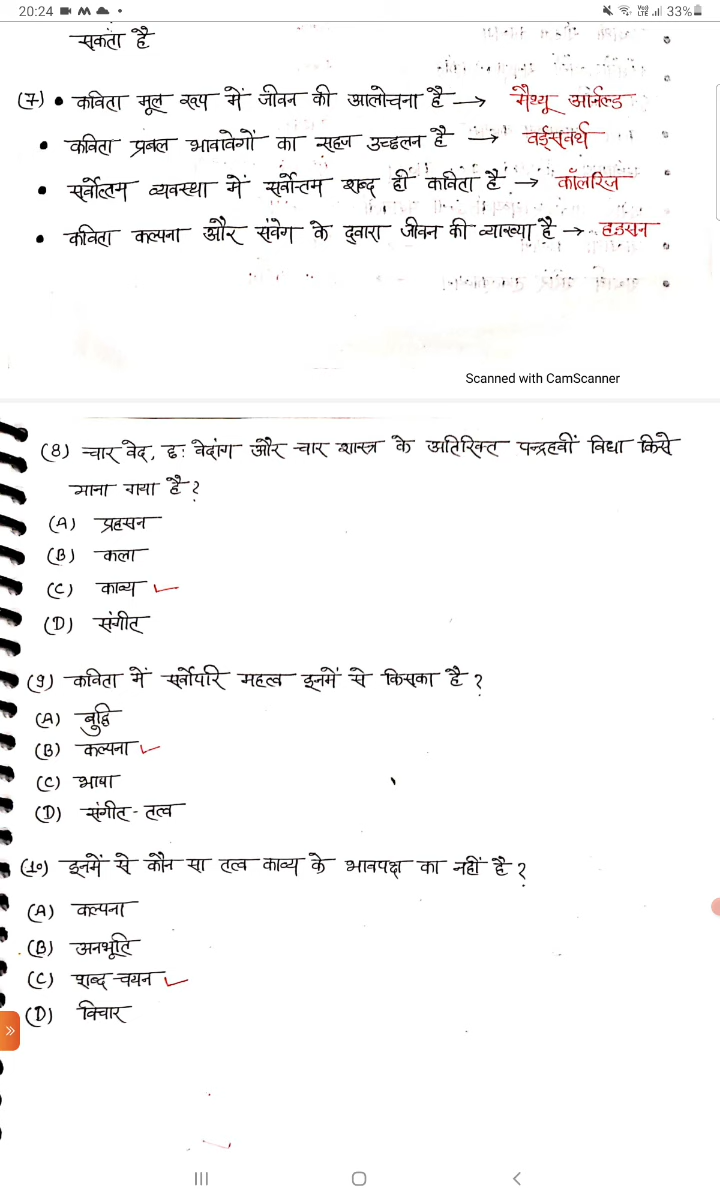 20:24
33%
सकता है
(7) • कविता मूल रूप में जीवन की आलोचना है → मैथ्यू आर्नल्ड
• कविता प्रबल भावावेगों का सहज उच्छलन है → वर्ड्सवर्थ
• सर्वोत्तम व्यवस्था में सर्वोत्तम शब्द ही कविता है → कॉलरिज
• कविता कल्पना और संवेग के दुवारा जीवन की व्याख्या है → हडसन
Scanned with CamScanner
(8) चार वेद, छ: वेदांग और चार शास्त्र के अतिरिक्त पन्द्रहवीं विधा किसे
माना गया है ?
(A) प्रहसन
(B) कला
(C) काव्य ✓
(D) संगीत
(9) कविता में सर्वोपरि महत्व इनमें से किसका है ?
(A) बुद्धि
(B) कल्पना ✓
(C) भाषा
(D) संगीत-तत्व
(10) इनमें से कौन सा तत्व काव्य के भावपक्ष का नहीं है ?
(A) कल्पना
(B) अनभूति
(C) शब्द-चयन ✓
(D) विचार